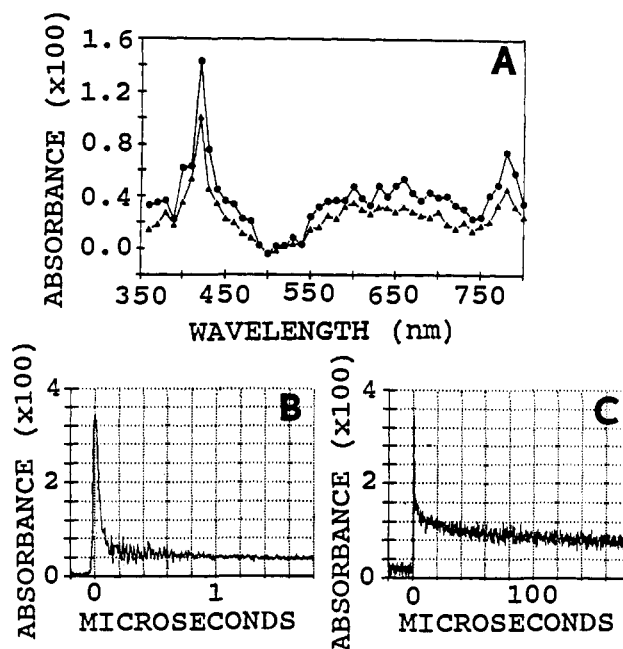 A
ABSORBANCE (x100)
1.6
1.2
0.8
0.4
0.0
350 450 550 650 750
WAVELENGTH (nm)
B
ABSORBANCE (x100)
4
2
0
0 1
MICROSECONDS
C
ABSORBANCE (x100)
4
2
0
0 100
MICROSECONDS